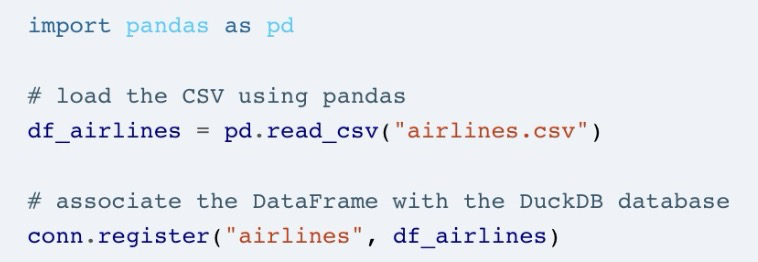 import pandas as pd
# load the CSV using pandas
df_airlines = pd.read_csv("airlines.csv")
# associate the DataFrame with the DuckDB database
conn.register("airlines", df_airlines)